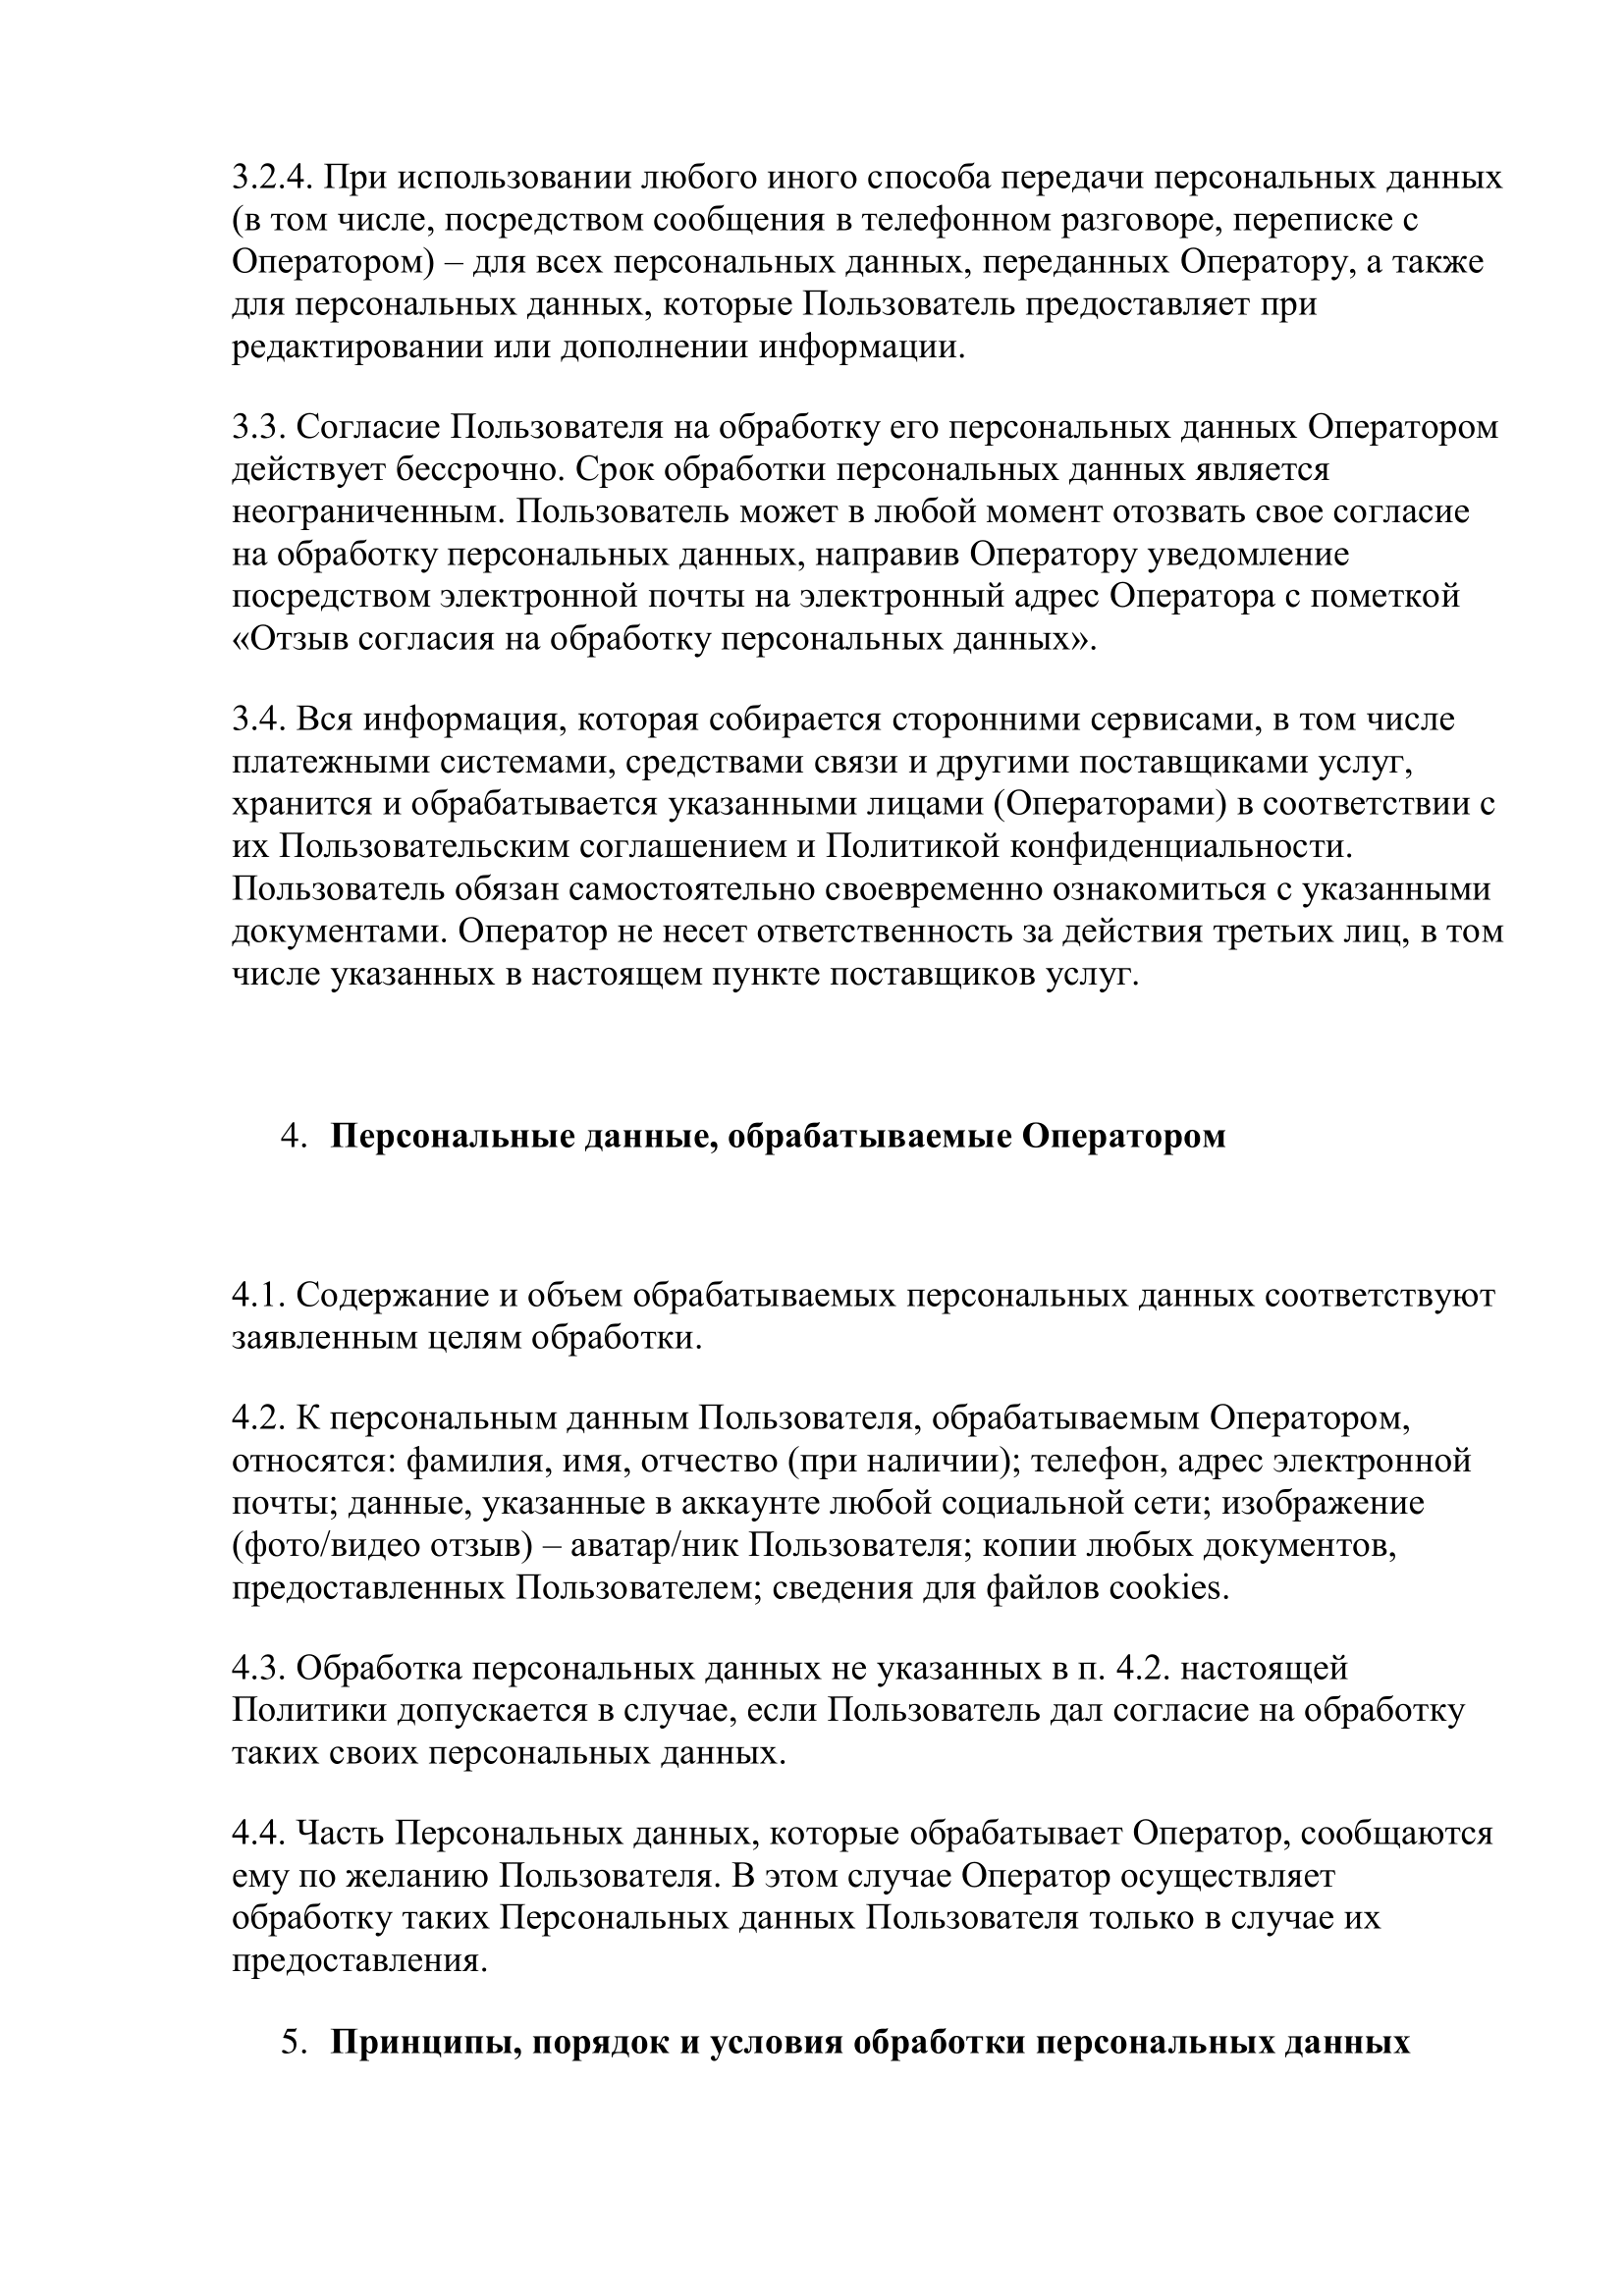 3.2.4. При использовании любого иного способа передачи персональных данных
(в том числе, посредством сообщения в телефонном разговоре, переписке с
Оператором) – для всех персональных данных, переданных Оператору, а также
для персональных данных, которые Пользователь предоставляет при
редактировании или дополнении информации.
3.3. Согласие Пользователя на обработку его персональных данных Оператором
действует бессрочно. Срок обработки персональных данных является
неограниченным. Пользователь может в любой момент отозвать свое согласие
на обработку персональных данных, направив Оператору уведомление
посредством электронной почты на электронный адрес Оператора с пометкой
«Отзыв согласия на обработку персональных данных».
3.4. Вся информация, которая собирается сторонними сервисами, в том числе
платежными системами, средствами связи и другими поставщиками услуг,
хранится и обрабатывается указанными лицами (Операторами) в соответствии с
их Пользовательским соглашением и Политикой конфиденциальности.
Пользователь обязан самостоятельно своевременно ознакомиться с указанными
документами. Оператор не несет ответственность за действия третьих лиц, в том
числе указанных в настоящем пункте поставщиков услуг.
4. Персональные данные, обрабатываемые Оператором
4.1. Содержание и объем обрабатываемых персональных данных соответствуют
заявленным целям обработки.
4.2. К персональным данным Пользователя, обрабатываемым Оператором,
относятся: фамилия, имя, отчество (при наличии); телефон, адрес электронной
почты; данные, указанные в аккаунте любой социальной сети; изображение
(фото/видео отзыв) – аватар/ник Пользователя; копии любых документов,
предоставленных Пользователем; сведения для файлов cookies.
4.3. Обработка персональных данных не указанных в п. 4.2. настоящей
Политики допускается в случае, если Пользователь дал согласие на обработку
таких своих персональных данных.
4.4. Часть Персональных данных, которые обрабатывает Оператор, сообщаются
ему по желанию Пользователя. В этом случае Оператор осуществляет
обработку таких Персональных данных Пользователя только в случае их
предоставления.
5. Принципы, порядок и условия обработки персональных данных